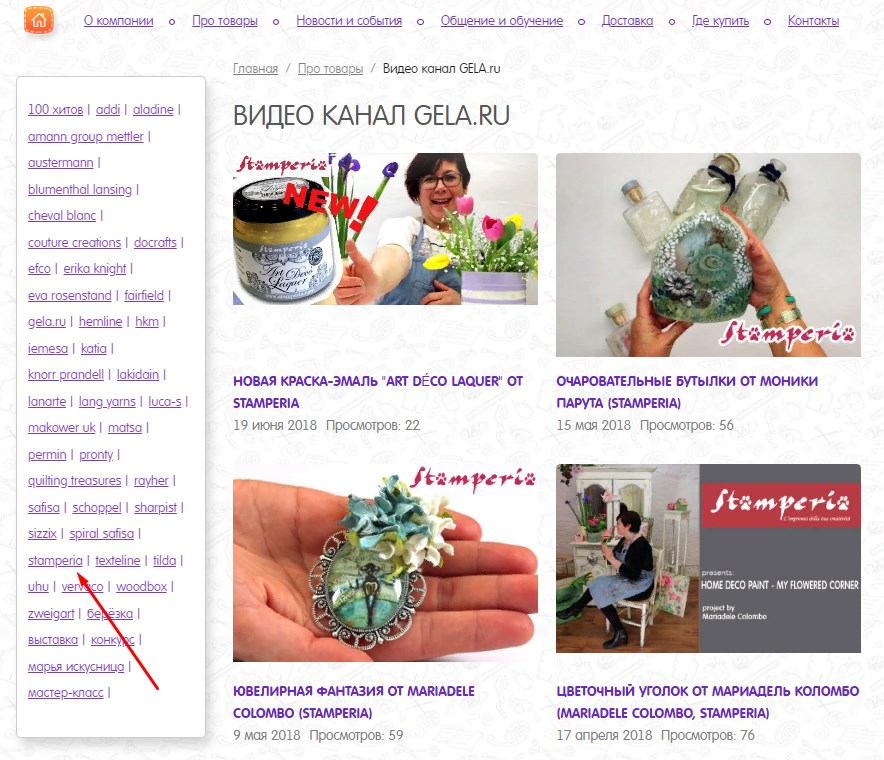 О компании Про товары Новости и события Общение и обучение Доставка Где купить Контакты
Главная / Про товары / Видео канал GELA.ru
ВИДЕО КАНАЛ GELA.RU
100 хитов | addi | aladine |
amann group mettler |
austermann |
blumenthal lansing |
cheval blanc |
couture creations | docrafts |
efco | erika knight |
eva rosenstand | fairfield |
gela.ru | hemline | hkm |
iemesa | katia |
knorr prandell | lakidain |
lanarte | lang yarns | luca-s |
makower uk | matsa |
permin | pronty |
quilting treasures | rayher |
safisa | schoppel | sharpist |
sizzix | spiral safisa |
stamperia | texteline | tilda |
uhu | vervaco | woodbox |
zweigart | берёзка |
выставка | конкурс |
марья искусница |
мастер-класс |
Stamperia
NEW!
Stamperia
Art Deco
Laquer
Stamperia
НОВАЯ КРАСКА-ЭМАЛЬ "ART DÉCO LAQUER" ОТ
STAMPERIA
19 июня 2018 Просмотров: 22
ОЧАРОВАТЕЛЬНЫЕ БУТЫЛКИ ОТ МОНИКИ
ПАРУТА (STAMPERIA)
15 мая 2018 Просмотров: 56
Stamperia
Stamperia
L'impronta della tua creatività
presents:
HOME DECO PAINT - MY FLOWERED CORNER
project by
Mariadele Colombo
ЮВЕЛИРНАЯ ФАНТАЗИЯ ОТ MARIADELE
COLOMBO (STAMPERIA)
9 мая 2018 Просмотров: 59
ЦВЕТОЧНЫЙ УГОЛОК ОТ МАРИАДЕЛЬ КОЛОМБО
(MARIADELE COLOMBO, STAMPERIA)
17 апреля 2018 Просмотров: 76